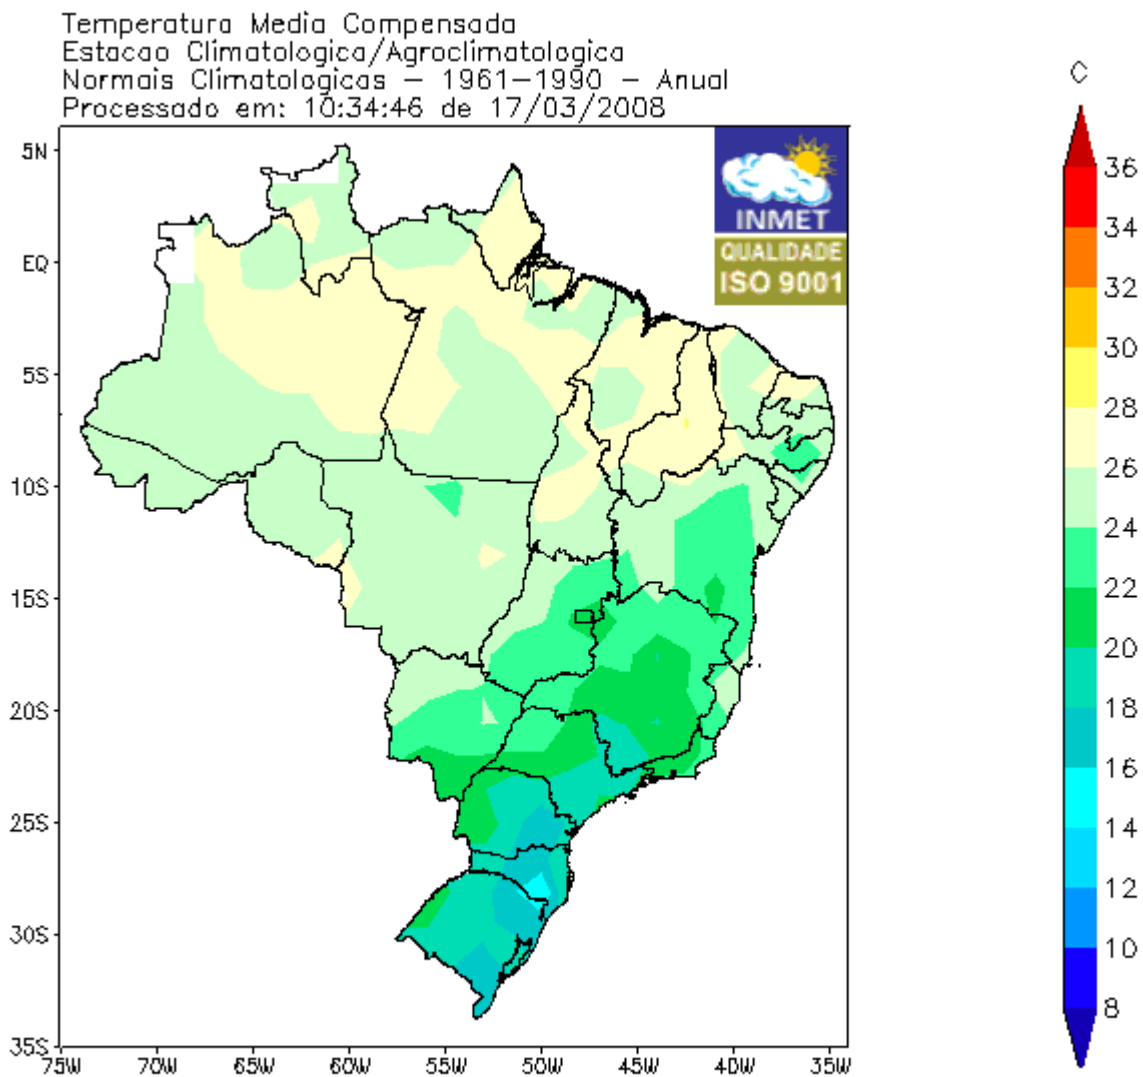 Temperatura Media Compensada
Estacao Climatologica/Agroclimatologica
Normais Climatologicas - 1961-1990 - Anual
Processado em: 10:34:46 de 17/03/2008
C
INMET
QUALIDADE
ISO 9001
5N
EQ
5S
10S
15S
20S
25S
30S
35S
75W 70W 65W 60W 55W 50W 45W 40W 35W
36
34
32
30
28
26
24
22
20
18
16
14
12
10
8